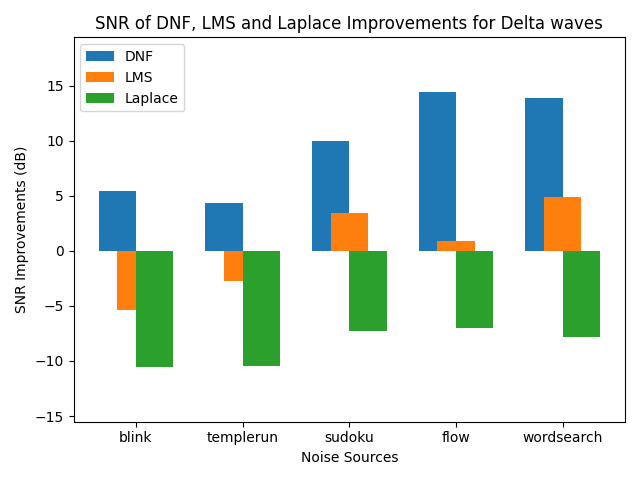 SNR of DNF, LMS and Laplace Improvements for Delta waves
DNF
LMS
Laplace
SNR Improvements (dB)
15
10
5
0
−5
−10
−15
blink templerun sudoku flow wordsearch
Noise Sources